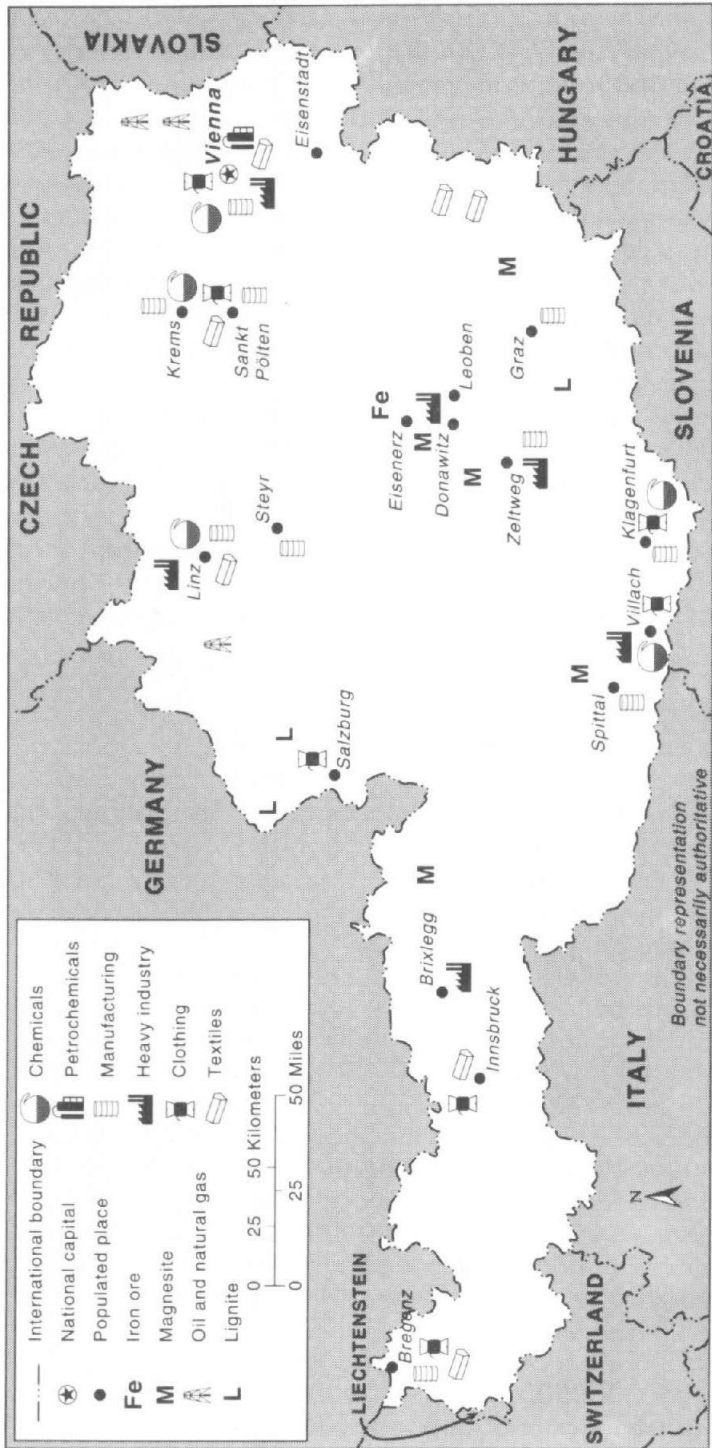 CZECH REPUBLIC
SLOVAKIA
GERMANY
LIECHTENSTEIN
SWITZERLAND
ITALY
SLOVENIA
CROATIA
HUNGARY
International boundary
National capital
Populated place
Fe Iron ore
M Magnesite
Oil and natural gas
L Lignite
Chemicals
Petrochemicals
Manufacturing
Heavy industry
Clothing
Textiles
0 25 50 Kilometers
0 25 50 Miles
Krems
Sankt
Pölten
Vienna
Eisenstadt
Linz
Steyr
L
L
Salzburg
Fe
Eisenerz
M
Leoben
Donawitz
M
M
Zeltweg
Graz
L
M
Brixlegg
Innsbruck
Bregenz
M
Spittal
Villach
Klagenfurt
N
Boundary representation
not necessarily authoritative